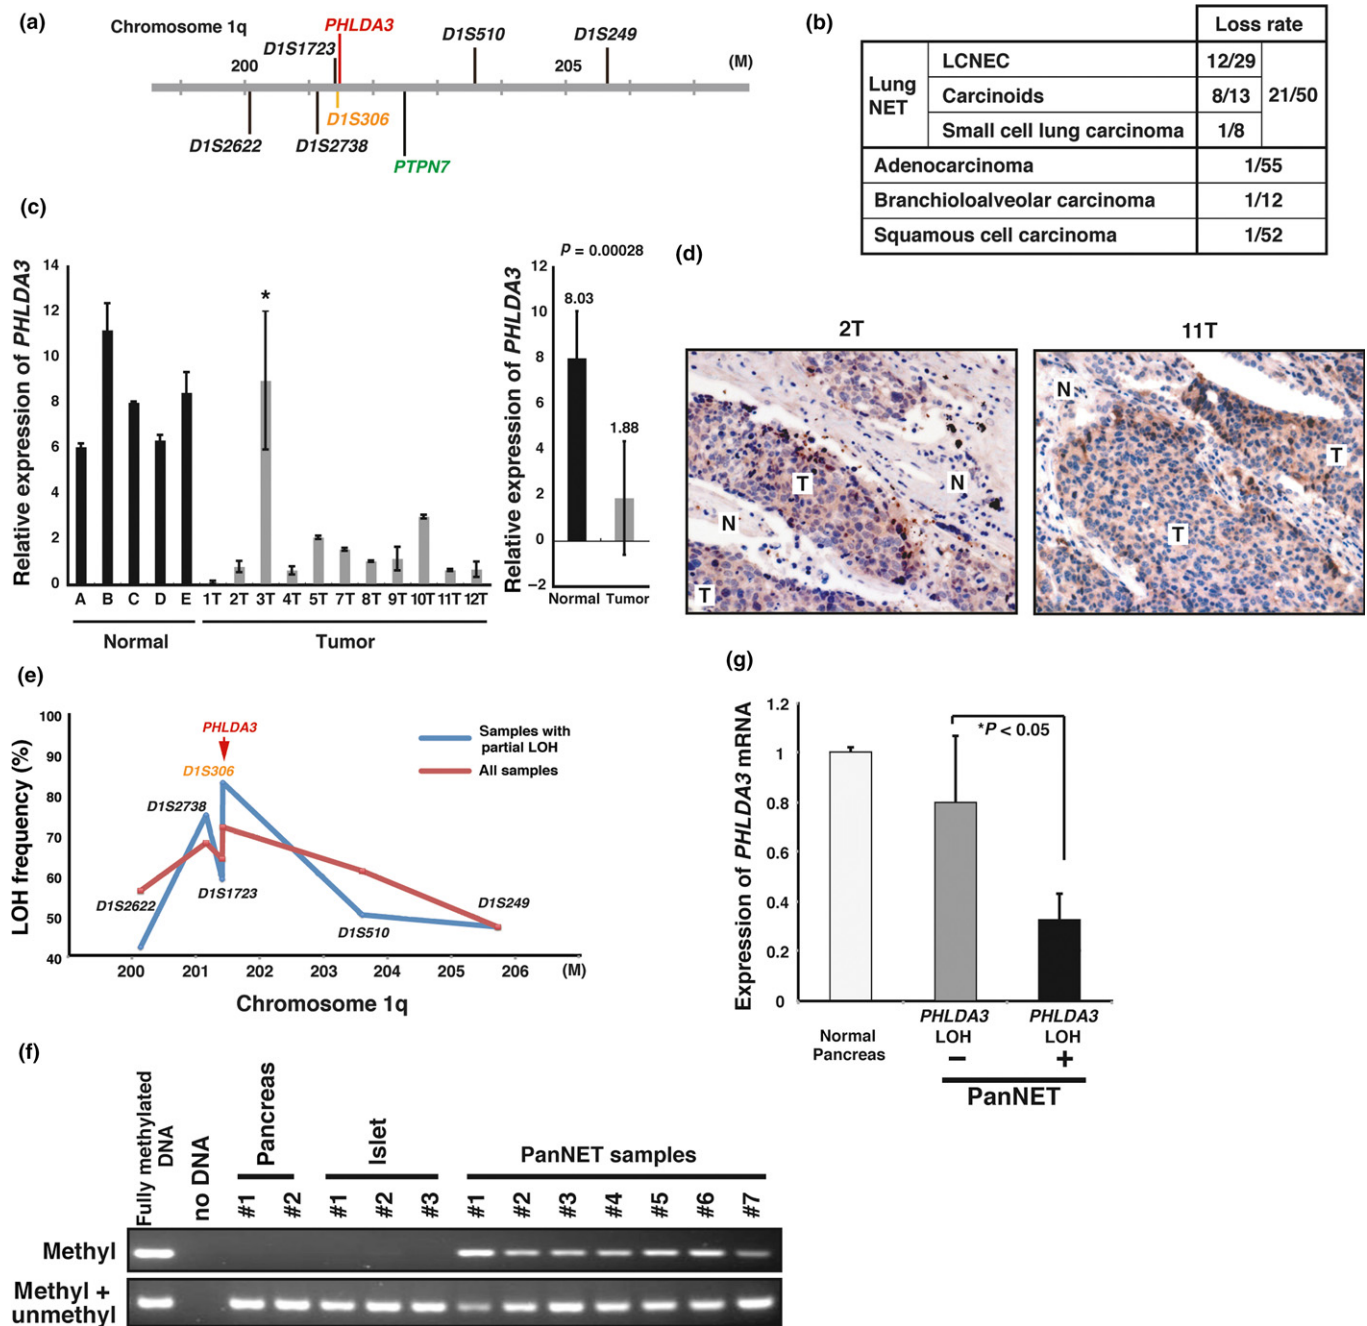 (a)
Chromosome 1q
PHLDA3
D1S1723
D1S510
D1S249
200
205
(M)
D1S306
D1S2622
D1S2738
PTPN7
(b)
Loss rate
Lung NET
LCNEC
12/29
Carcinoids
8/13
21/50
Small cell lung carcinoma
1/8
Adenocarcinoma
1/55
Branchioloalveolar carcinoma
1/12
Squamous cell carcinoma
1/52
(c)
Relative expression of PHLDA3
14
12
10
8
6
4
2
0
*
A B C D E 1T 2T 3T 4T 5T 7T 8T 9T 10T 11T 12T
Normal
Tumor
p = 0.00028
Relative expression of PHLDA3
12
10
8
6
4
2
0
−2
8.03
1.88
Normal Tumor
(d)
2T
11T
N
T
T
N
N
T
T
T
(e)
LOH frequency (%)
100
90
80
70
60
50
40
PHLDA3
D1S306
D1S2738
D1S1723
D1S2622
D1S510
D1S249
Samples with
partial LOH
All samples
200 201 202 203 204 205 206 (M)
Chromosome 1q
(f)
Fully methylated
DNA
no DNA
Pancreas
Islet
PanNET samples
#1 #2 #1 #2 #3 #1 #2 #3 #4 #5 #6 #7
Methyl
Methyl +
unmethyl
(g)
Expression of PHLDA3 mRNA
1.2
1
0.8
0.6
0.4
0.2
0
*P < 0.05
Normal
Pancreas
PHLDA3
LOH
−
PHLDA3
LOH
+
PanNET